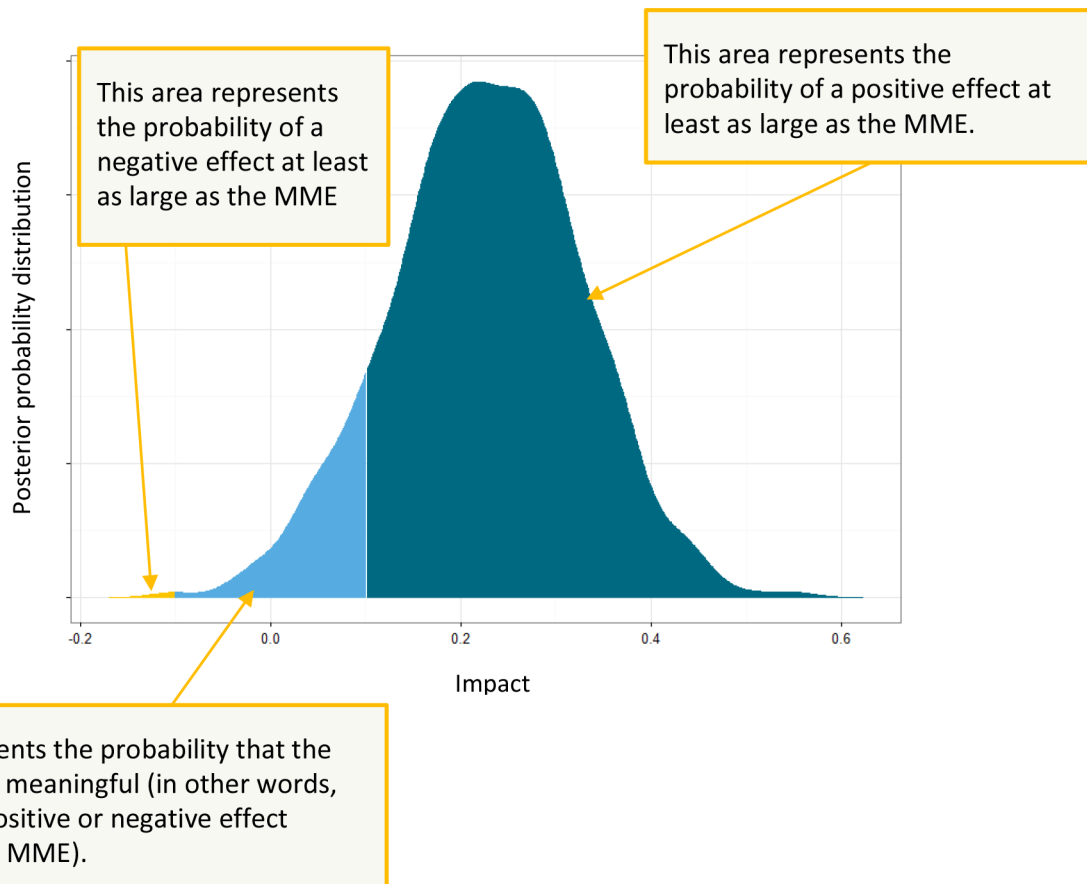 This area represents
the probability of a
negative effect at least
as large as the MME
This area represents the
probability of a positive effect at
least as large as the MME.
Posterior probability distribution
-0.2
0.0
0.2
0.4
0.6
Impact
ents the probability that the
meaningful (in other words,
ositive or negative effect
MME).